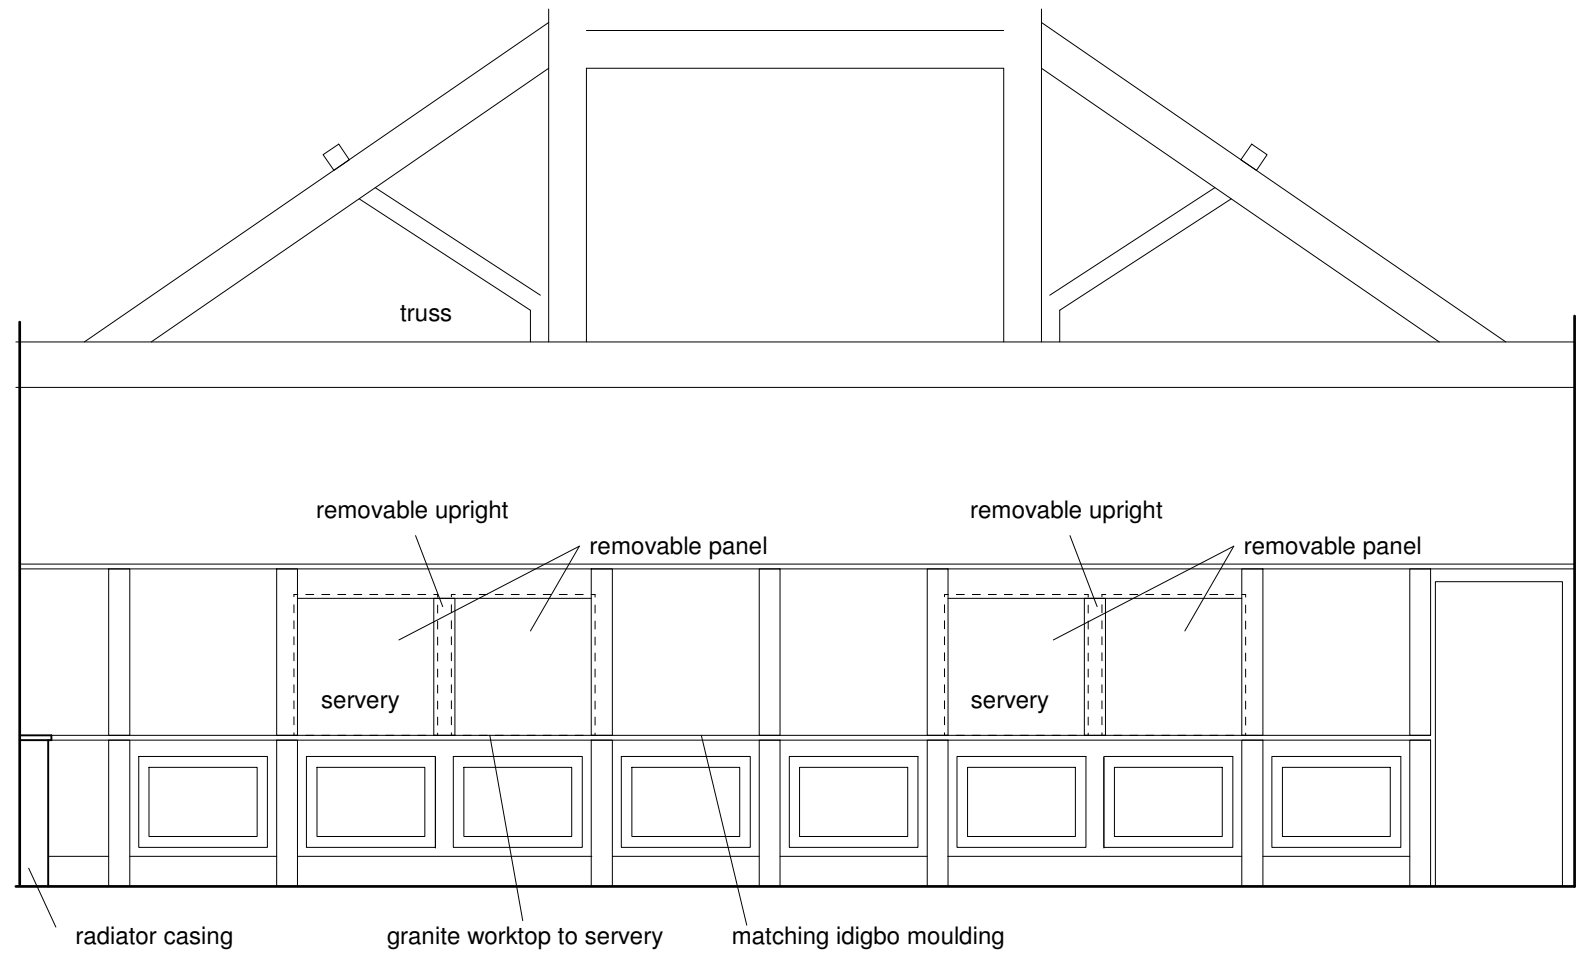 truss
removable upright
removable panel
removable upright
removable panel
servery
servery
radiator casing
granite worktop to servery
matching idigbo moulding